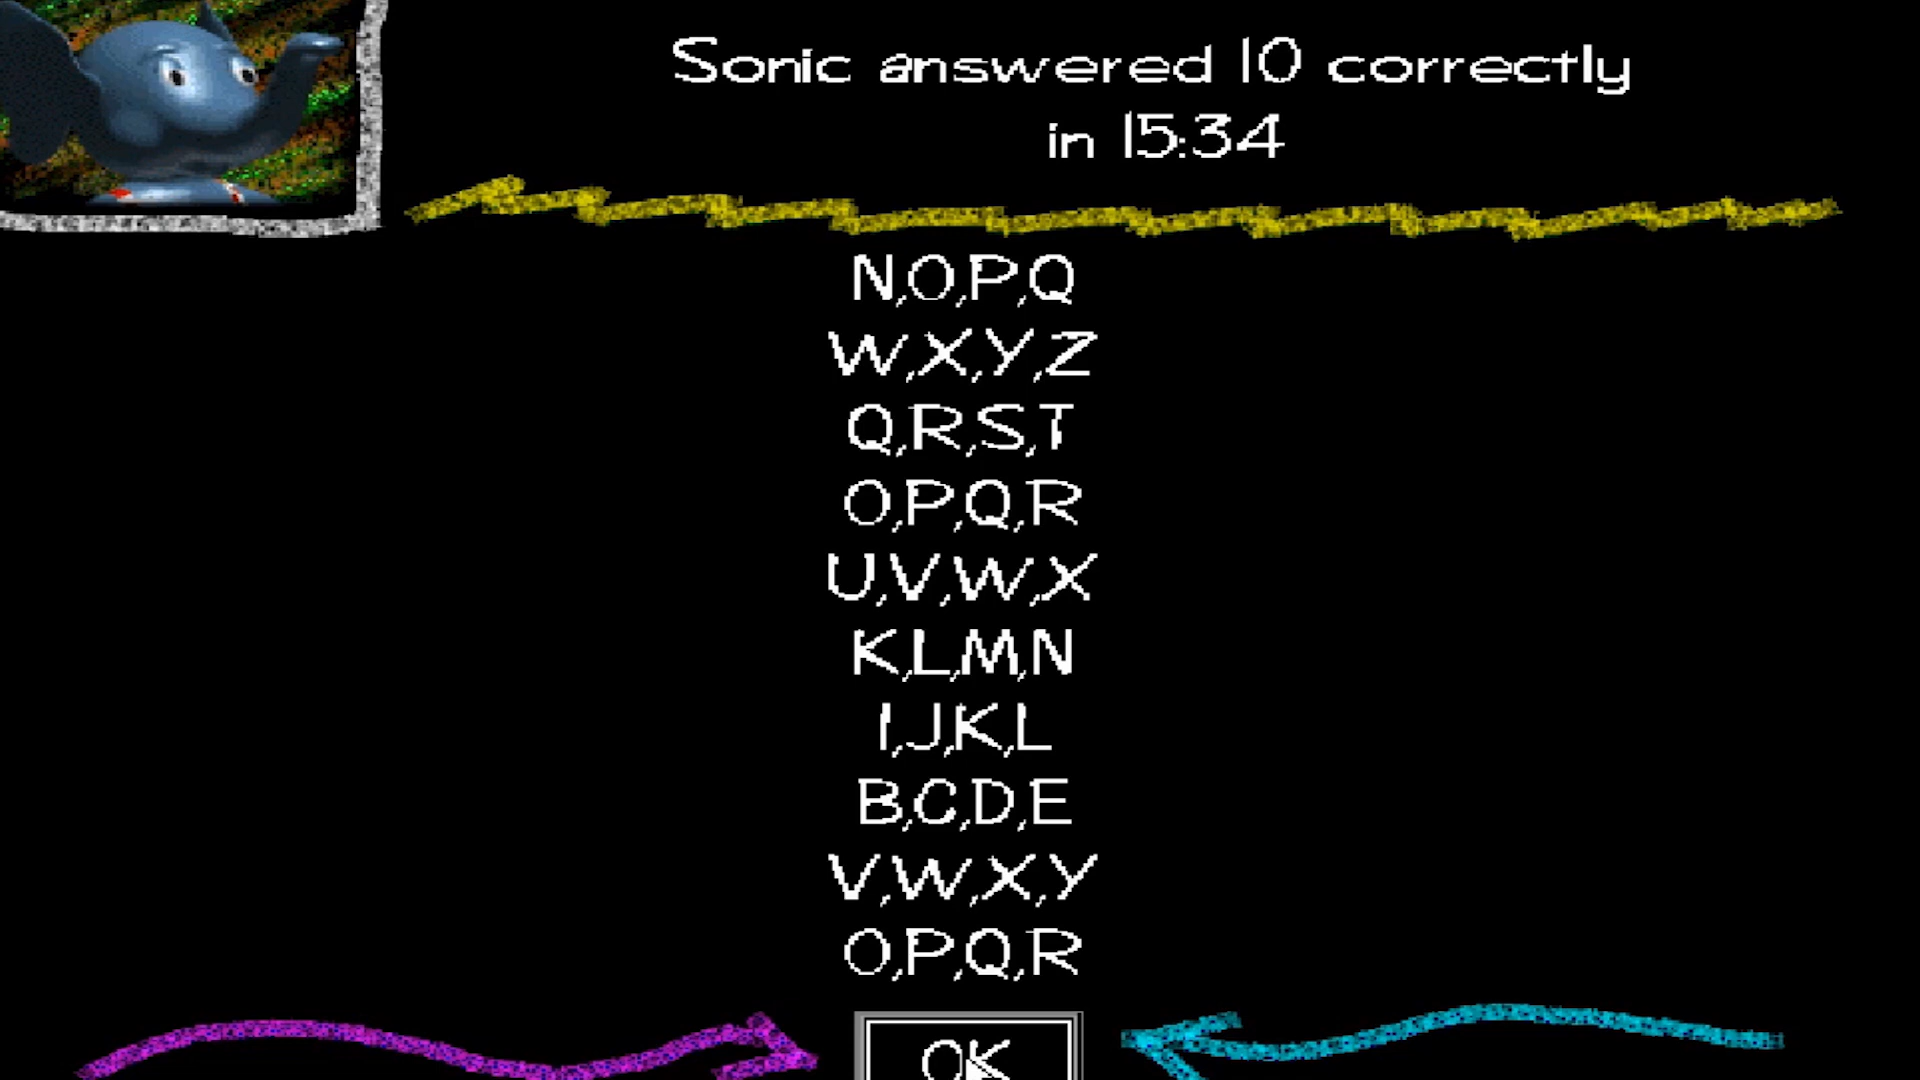 Sonic answered 10 correctly
in 15:34
N,O,P,Q
W,X,Y,Z
Q,R,S,T
O,P,Q,R
U,V,W,X
K,L,M,N
I,J,K,L
B,C,D,E
V,W,X,Y
O,P,Q,R
OK